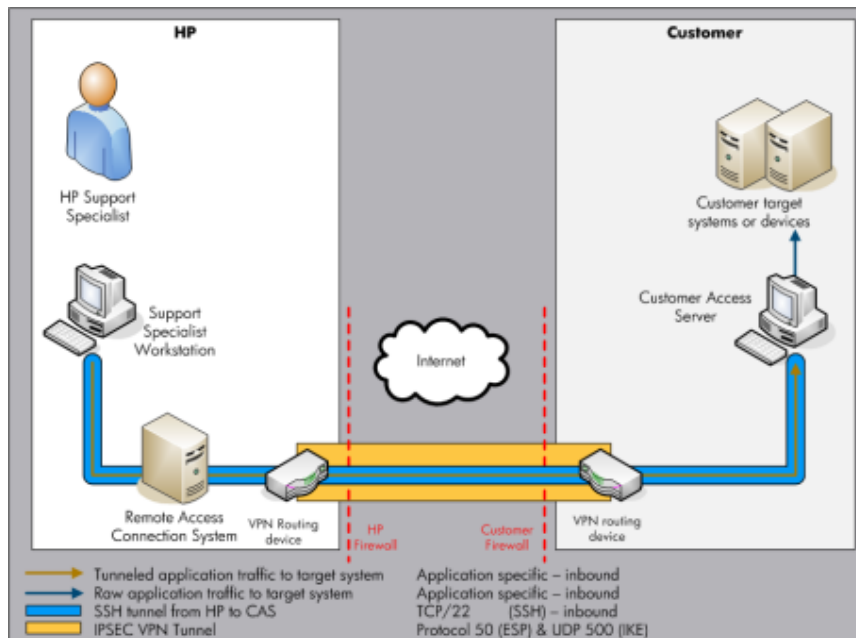 HP
Customer
HP Support
Specialist
Customer target
systems or devices
Support
Specialist
Workstation
Customer Access
Server
Internet
Remote Access
Connection System
VPN Routing
device
HP
Firewall
Customer
Firewall
VPN routing
device
Tunneled application traffic to target system Application specific – inbound
Raw application traffic to target system Application specific – inbound
SSH tunnel from HP to CAS TCP/22 (SSH) – inbound
IPSEC VPN Tunnel Protocol 50 (ESP) & UDP 500 (IKE)